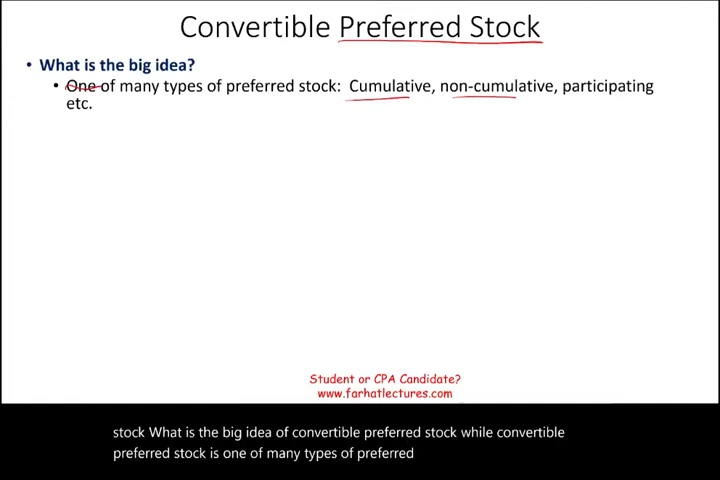 Convertible Preferred Stock
• What is the big idea?
• One of many types of preferred stock: Cumulative, non-cumulative, participating
etc.
Student or CPA Candidate?
www.farhatlectures.com
stock What is the big idea of convertible preferred stock while convertible
preferred stock is one of many types of preferred